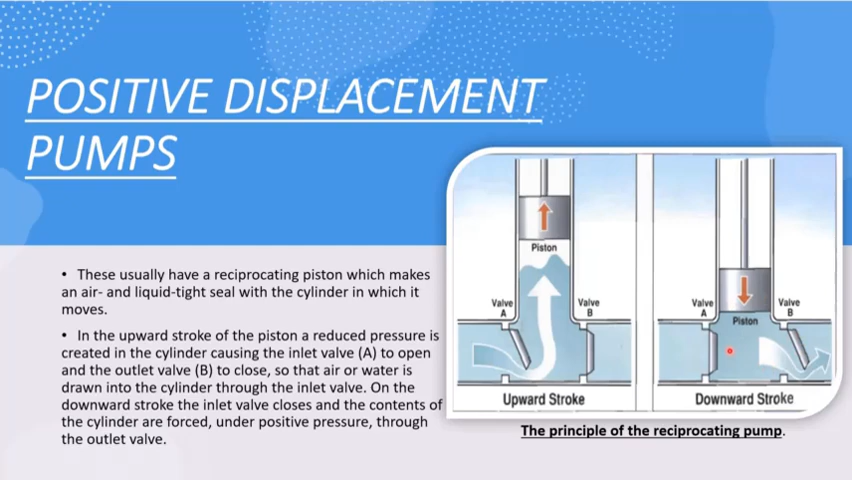 POSITIVE DISPLACEMENT
PUMPS
• These usually have a reciprocating piston which makes
an air- and liquid-tight seal with the cylinder in which it
moves.
• In the upward stroke of the piston a reduced pressure is
created in the cylinder causing the inlet valve (A) to open
and the outlet valve (B) to close, so that air or water is
drawn into the cylinder through the inlet valve. On the
downward stroke the inlet valve closes and the contents of
the cylinder are forced, under positive pressure, through
the outlet valve.
Piston
Valve
A
Valve
B
Upward Stroke
Piston
Valve
A
Valve
B
Downward Stroke
The principle of the reciprocating pump.